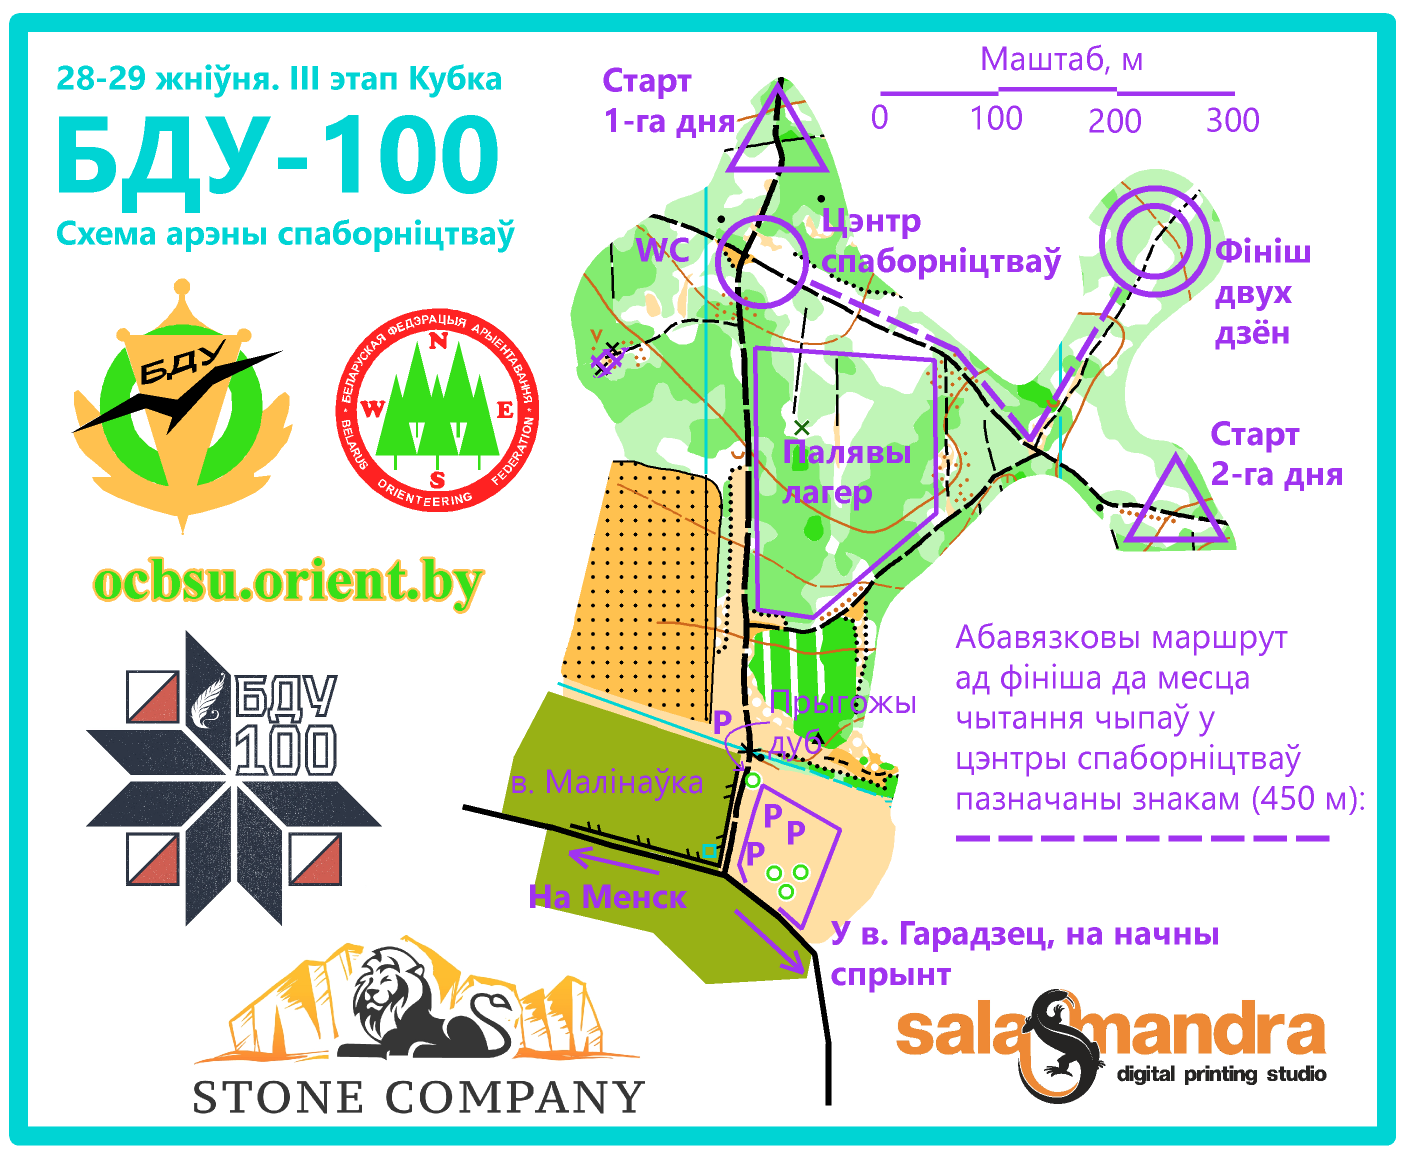 28-29 жніўня. III этап Кубка
БДУ-100
Схема арэны спаборніцтваў
Старт
1-га дня
Маштаб, м
0 100 200 300
WC
Цэнтр
спаборніцтваў
Фініш
двух
дзён
Старт
2-га дня
Палявы
лагер
БДУ
БЕЛАРУСКАЯ ФЕДЭРАЦЫЯ АРЫЕНТАВАННЯ
BELARUS ORIENTEERING FEDERATION
N
W E
S
ocbsu.orient.by
БДУ
100
Абавязковы маршрут
ад фініша да месца
чытання чыпаў у
цэнтры спаборніцтваў
пазначаны знакам (450 м):
Прыгожы
дуб
P
в. Малінаўка
P
P
P
На Менск
У в. Гарадзец, на начны
спрынт
STONE COMPANY
salamandra
digital printing studio